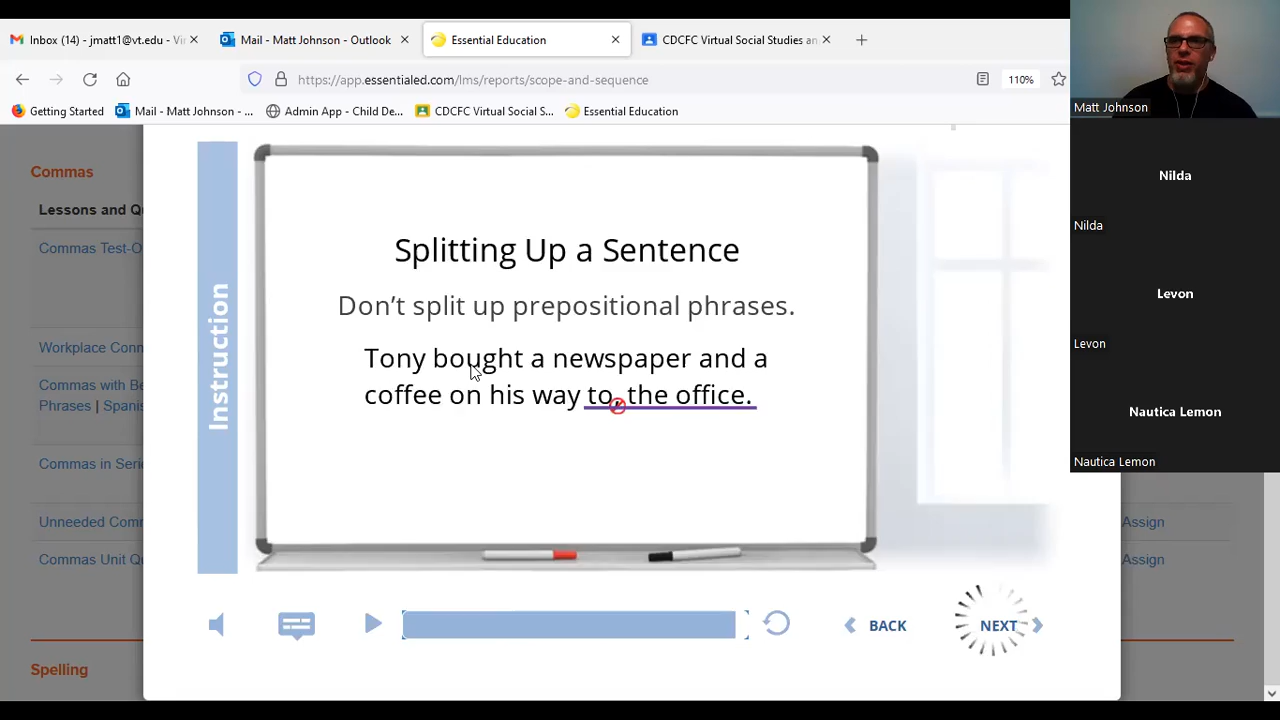 Inbox (14) - jmatt1@vt.edu - Vir
Mail - Matt Johnson - Outlook
Essential Education
CDCFC Virtual Social Studies an
https://app.essentialed.com/lms/reports/scope-and-sequence
110%
Getting Started
Mail - Matt Johnson - ...
Admin App - Child De...
CDCFC Virtual Social S...
Essential Education
Matt Johnson
Nilda
Nilda
Levon
Levon
Nautica Lemon
Nautica Lemon
Commas
Lessons and Q
Commas Test-O
Workplace Conn
Commas with Be
Phrases | Spanis
Commas in Serie
Unneeded Comm
Commas Unit Qu
Spelling
Assign
Assign
Instruction
Splitting Up a Sentence
Don't split up prepositional phrases.
Tony bought a newspaper and a
coffee on his way to, the office.
BACK
NEXT